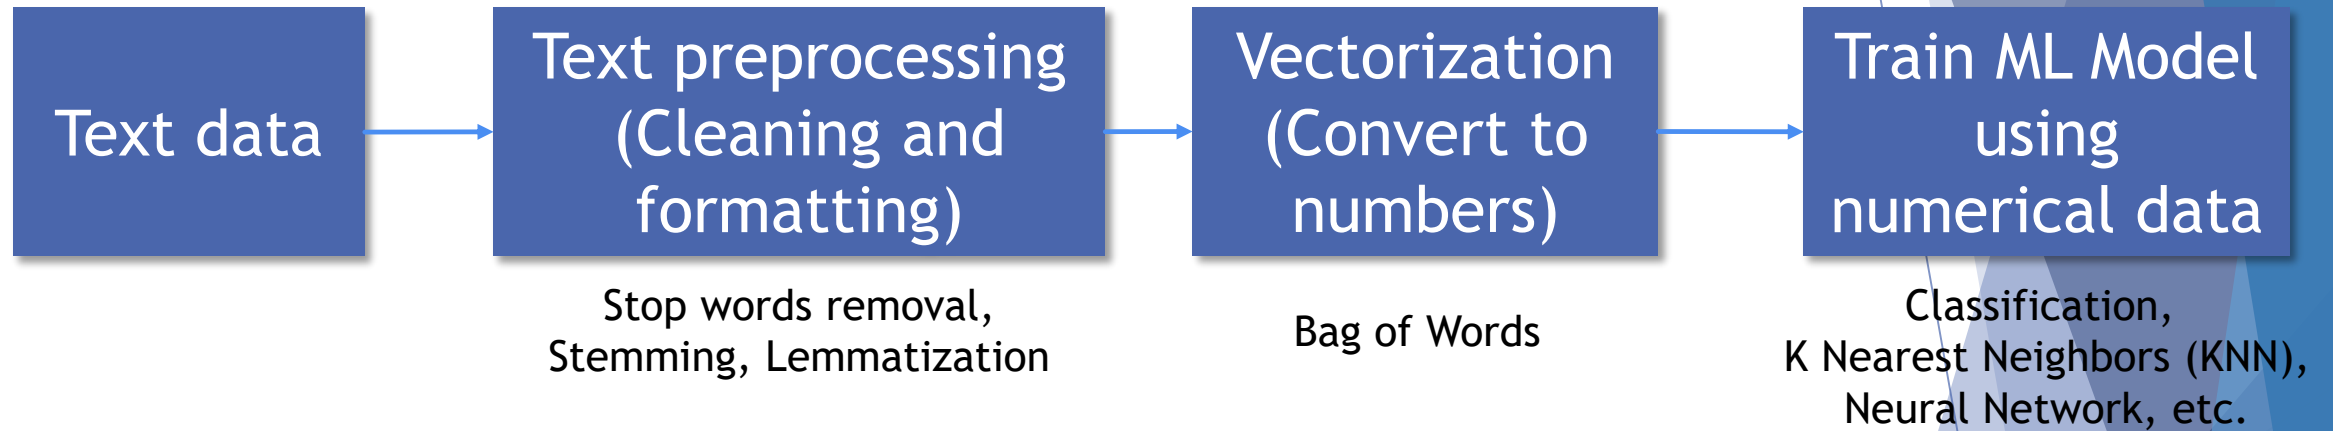 Text data
Text preprocessing
(Cleaning and
formatting)
Vectorization
(Convert to
numbers)
Train ML Model
using
numerical data
Stop words removal,
Stemming, Lemmatization
Bag of Words
Classification,
K Nearest Neighbors (KNN),
Neural Network, etc.